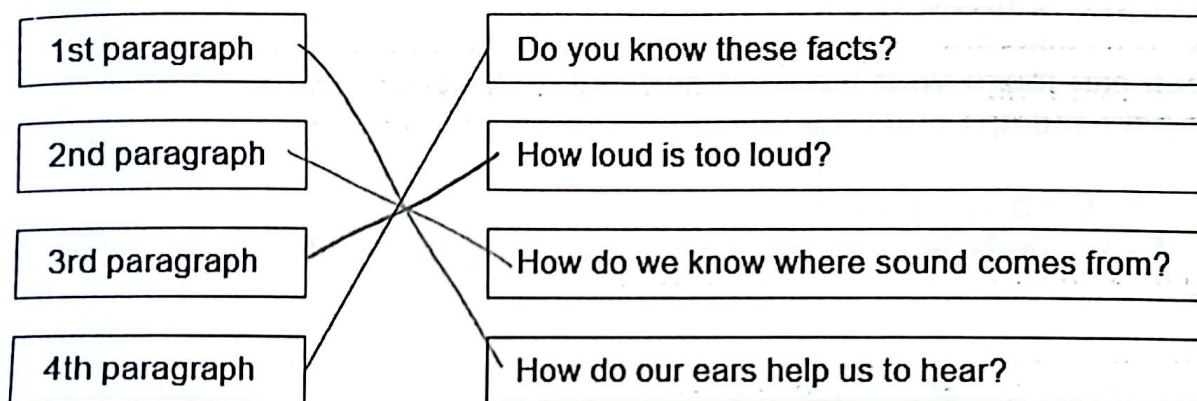 1st paragraph
Do you know these facts?
2nd paragraph
How loud is too loud?
3rd paragraph
How do we know where sound comes from?
4th paragraph
How do our ears help us to hear?